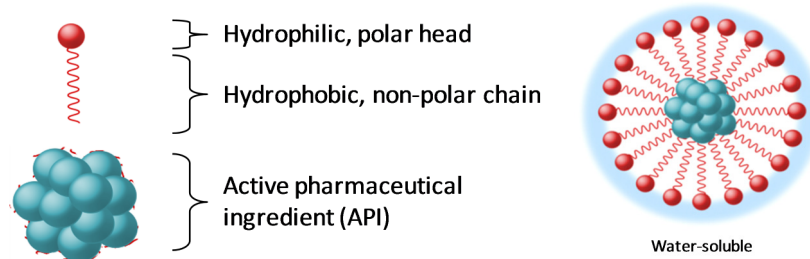 Hydrophilic, polar head
Hydrophobic, non-polar chain
Active pharmaceutical
ingredient (API)
Water-soluble